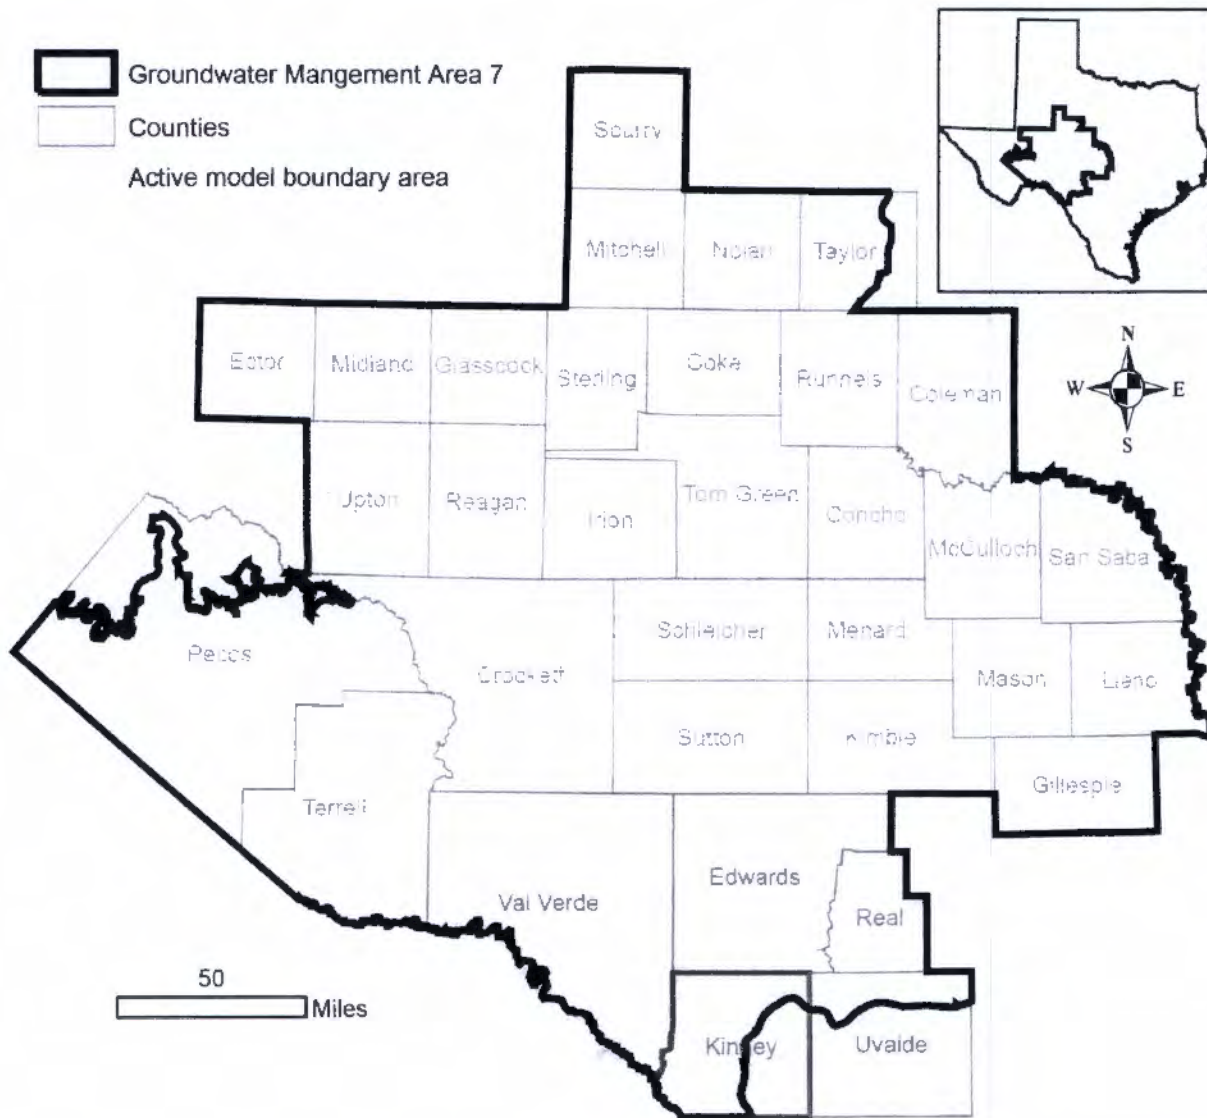 Groundwater Mangement Area 7
Counties
Active model boundary area
Scurry
Mitchell
Nolan
Taylor
Ector
Midland
Glasscock
Sterling
Coke
Runnels
Coleman
N
W
E
S
Upton
Reagan
Irion
Tom Green
Concho
McCulloch
San Saba
Pecos
Crockett
Schleicher
Menard
Mason
Llano
Sutton
Kimble
Gillespie
Terrell
Val Verde
Edwards
Real
50
Miles
Kinney
Uvalde